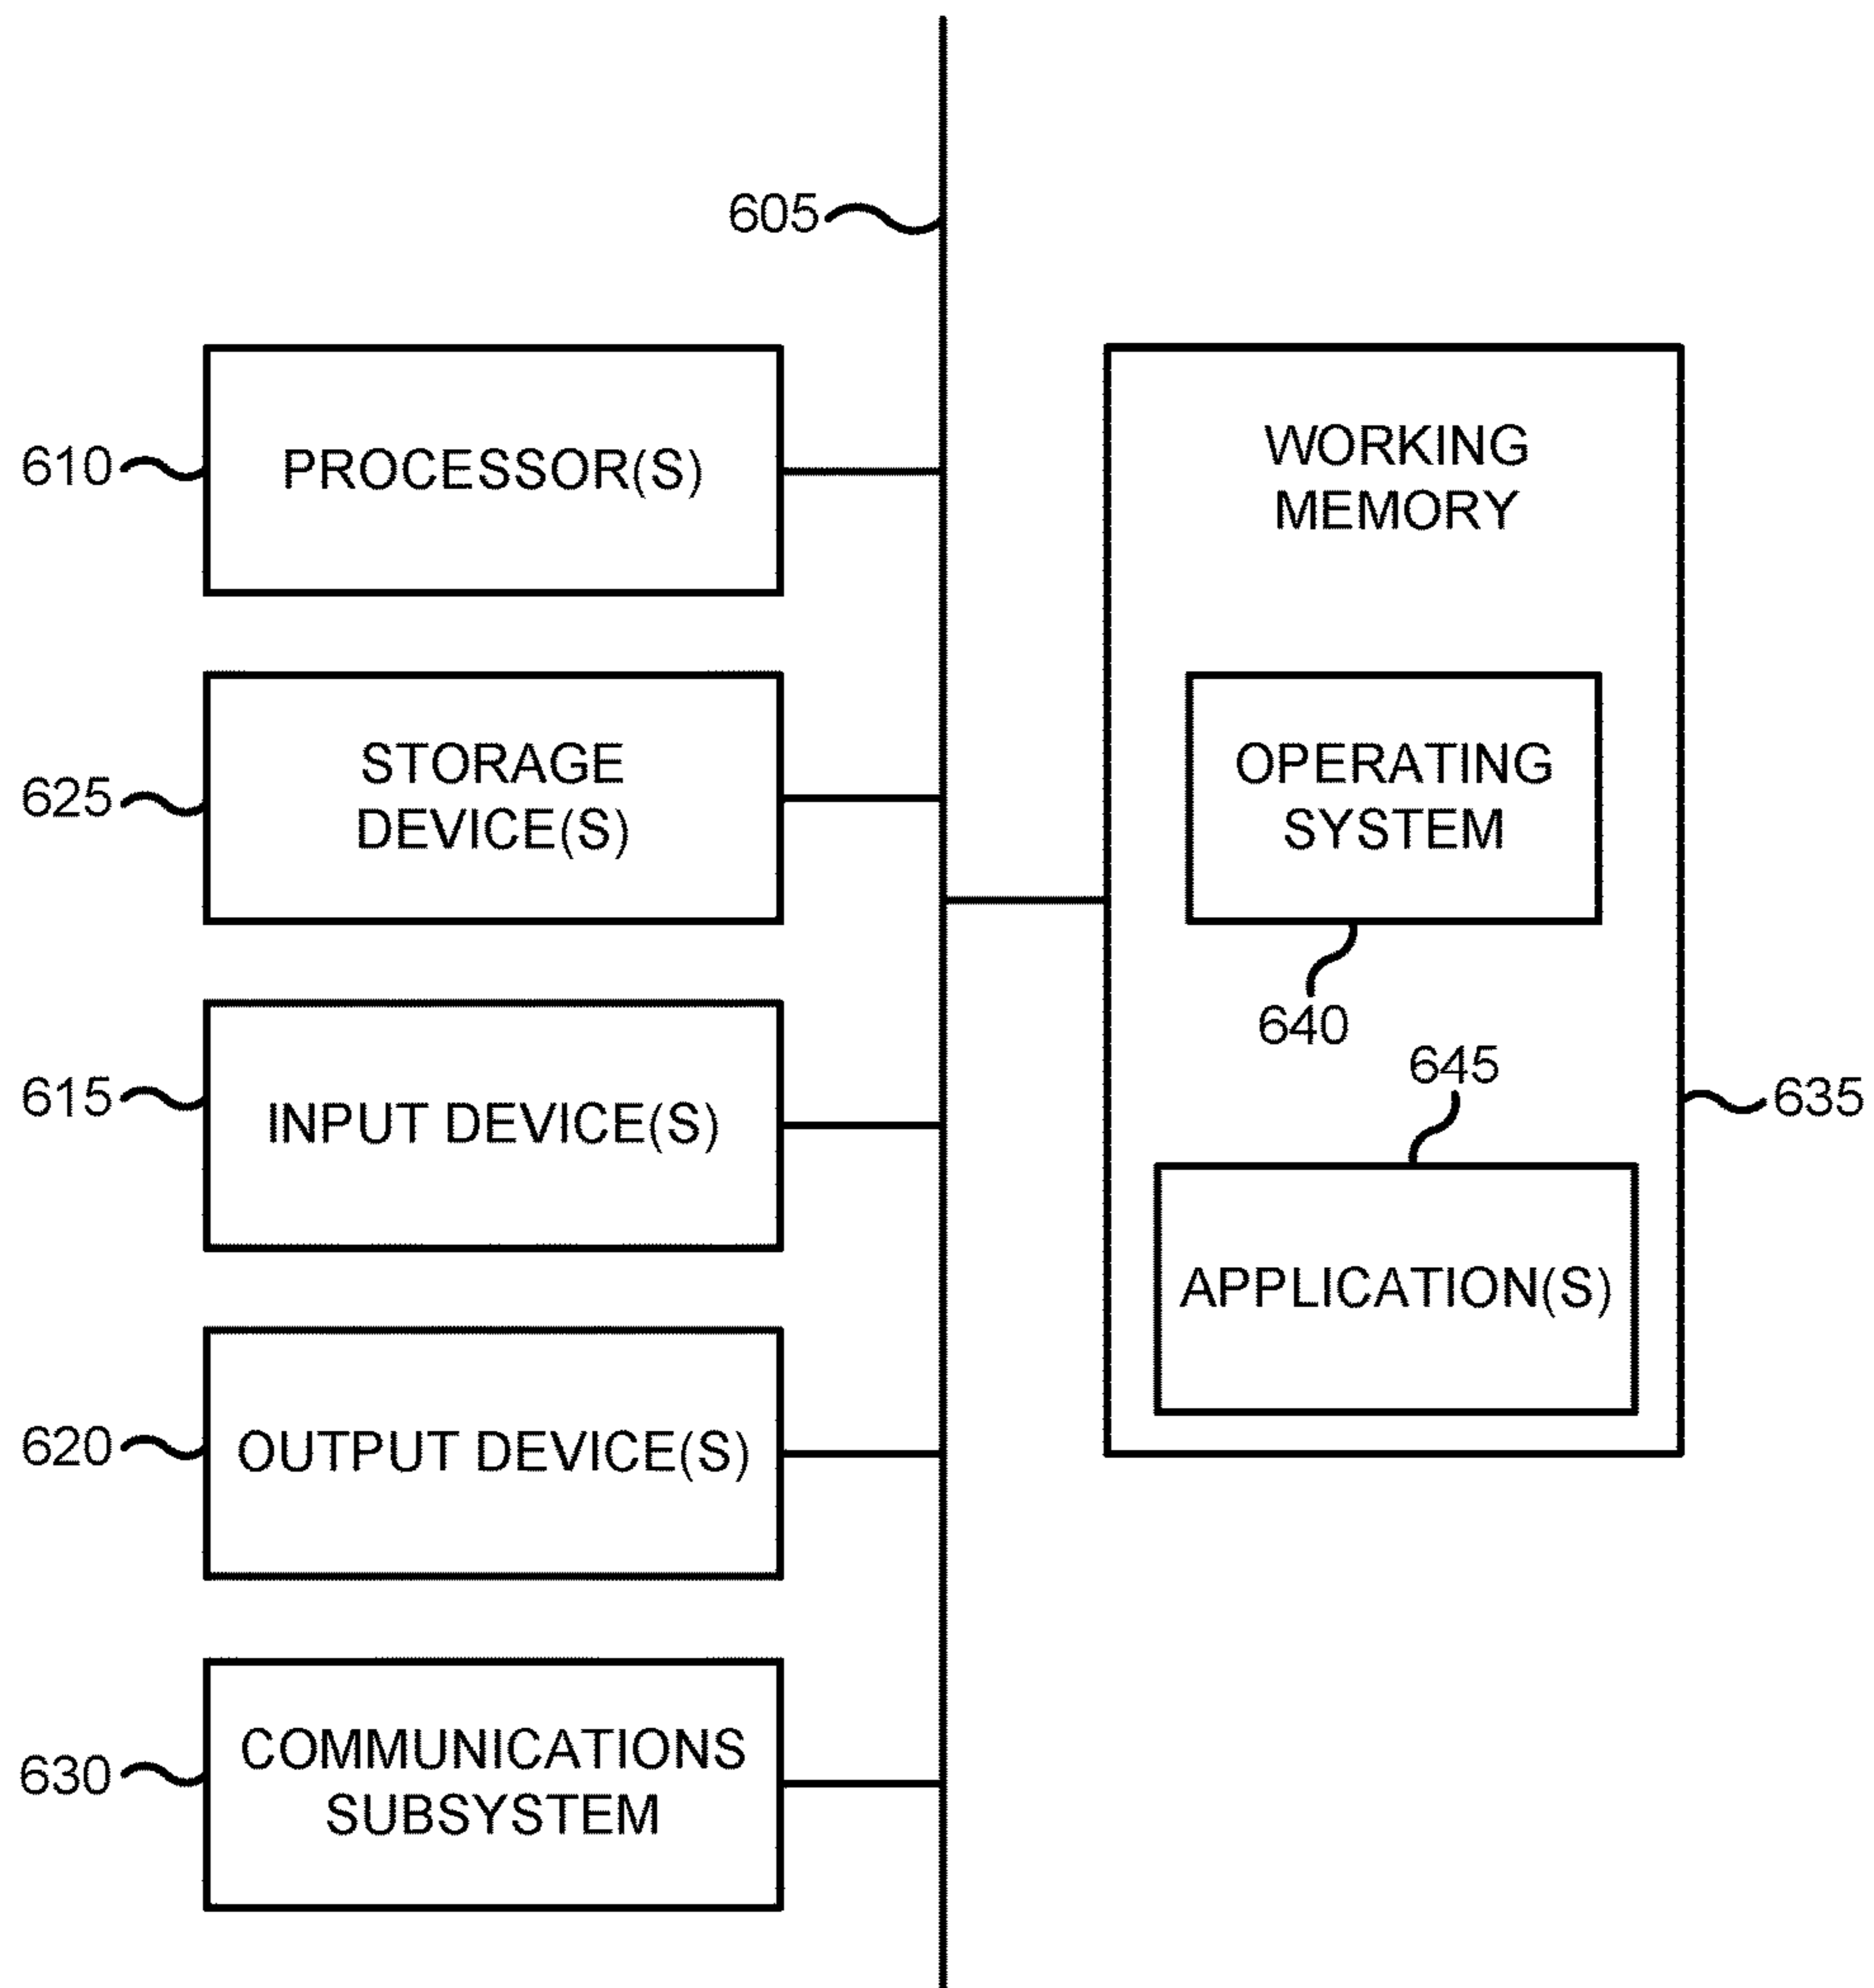 605
610
PROCESSOR(S)
625
STORAGE
DEVICE(S)
615
INPUT DEVICE(S)
620
OUTPUT DEVICE(S)
630
COMMUNICATIONS
SUBSYSTEM
WORKING
MEMORY
OPERATING
SYSTEM
640
645
635
APPLICATION(S)